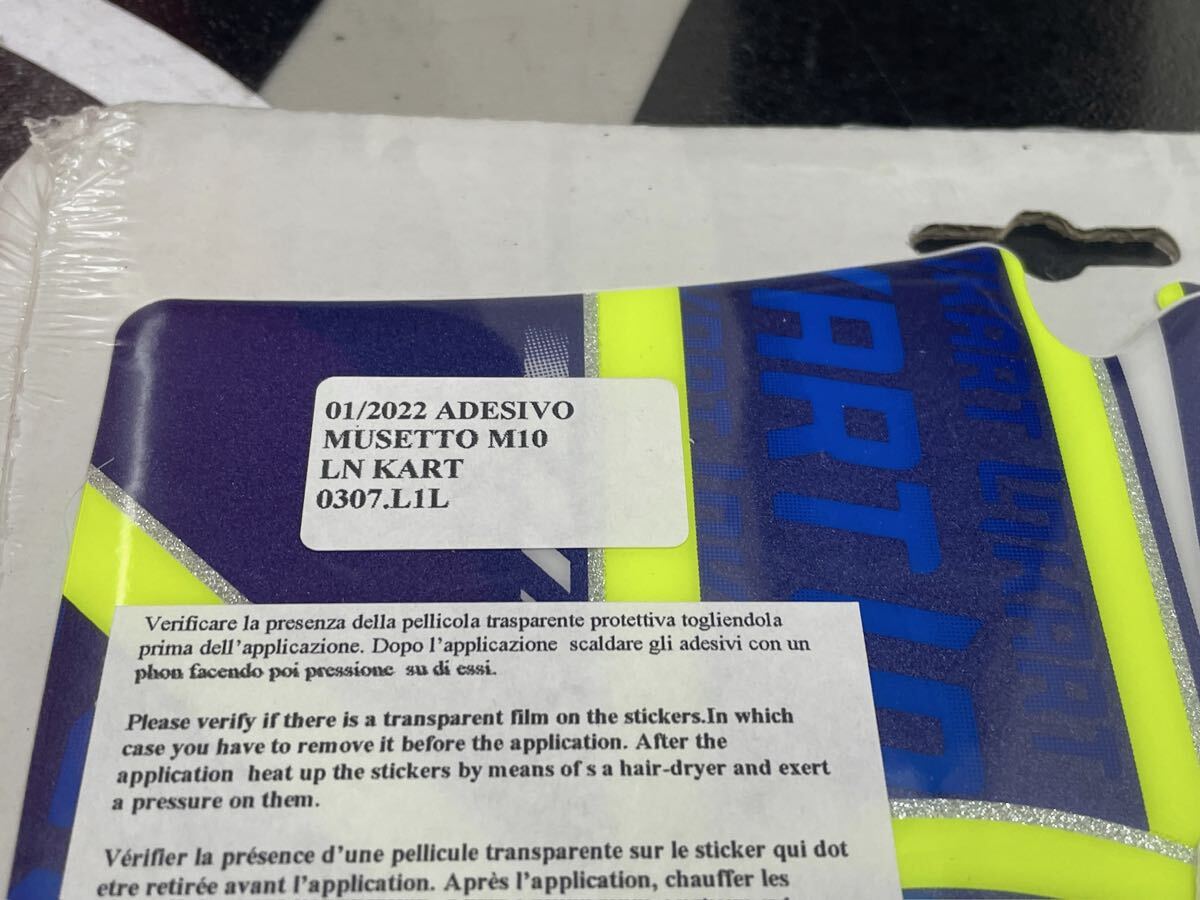 01/2022 ADESIVO
MUSETTO M10
LN KART
0307.L1L
Verificare la presenza della pellicola trasparente protettiva togliendola
prima dell'applicazione. Dopo l'applicazione scaldare gli adesivi con un
phon facendo poi pressione su di essi.
Please verify if there is a transparent film on the stickers.In which
case you have to remove it before the application. After the
application heat up the stickers by means of s a hair-dryer and exert
a pressure on them.
Vérifier la présence d'une pellicule transparente sur le sticker qui dot
etre retirée avant l'application. Après l'application, chauffer les
KART LN
KART LNKART